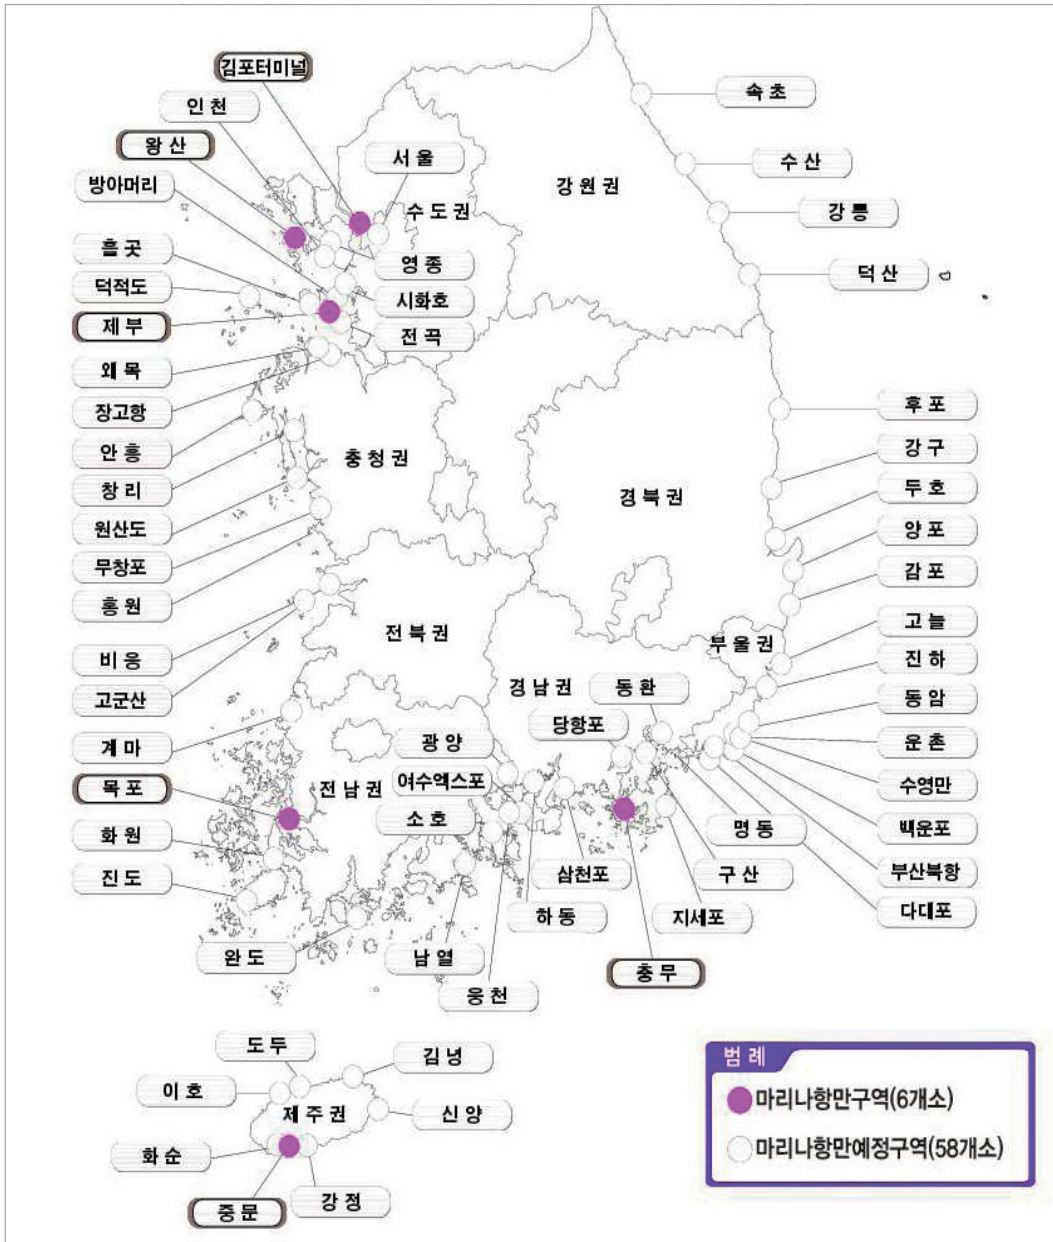 김포터미널
인 천
왕 산
방아머리
흘 곳
덕적도
제 부
왜 목
장고항
안 흥
창 리
원산도
무창포
홍 원
비 응
고군산
계 마
목 포
화 원
진 도
서 울
수 도 권
영 종
시화호
전 곡
강 원 권
속 초
수 산
강 릉
덕 산
충 청 권
경 북 권
후 포
강 구
두 호
양 포
감 포
고 늘
진 하
동 암
운 촌
수영만
백운포
부산북항
다대포
전 북 권
부 울 권
경 남 권
동 환
당항포
광 양
여수엑스포
소 호
전 남 권
명 동
구 산
지세포
삼천포
하 동
완 도
남 열
웅 천
충 무
도 두
김 녕
이 호
제 주 권
신 양
화 순
중 문
강 정
범 례
마리나항만구역(6개소)
마리나항만예정구역(58개소)